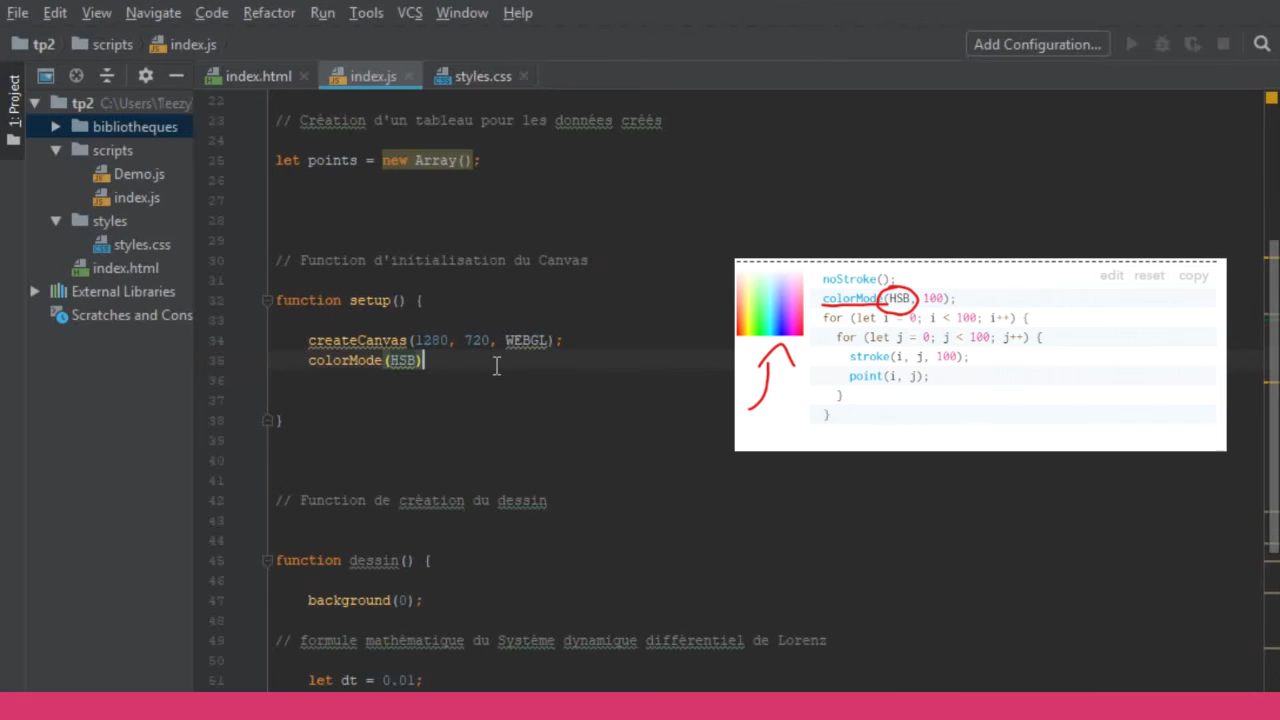 File Edit View Navigate Code Refactor Run Tools VCS Window Help
tp2 scripts index.js Add Configuration...
1: Project
index.html index.js styles.css
tp2 C:\Users\Teezy
bibliotheques
scripts
Demo.js
index.js
styles
styles.css
index.html
External Libraries
Scratches and Cons
22
23 // Création d'un tableau pour les données créés
24
25 let points = new Array();
26
27
28
29
30 // Function d'initialisation du Canvas
31
32 function setup() {
33
34 createCanvas(1280, 720, WEBGL);
35 colorMode(HSB)
36
37
38 }
39
40
41
42 // Function de création du dessin
43
44
45 function dessin() {
46
47 background(0);
48
49 // formule mathématique du Système dynamique différentiel de Lorenz
50
51 let dt = 0.01;
edit reset copy
noStroke();
colorMode(HSB, 100);
for (let i = 0; i < 100; i++) {
for (let j = 0; j < 100; j++) {
stroke(i, j, 100);
point(i, j);
}
}